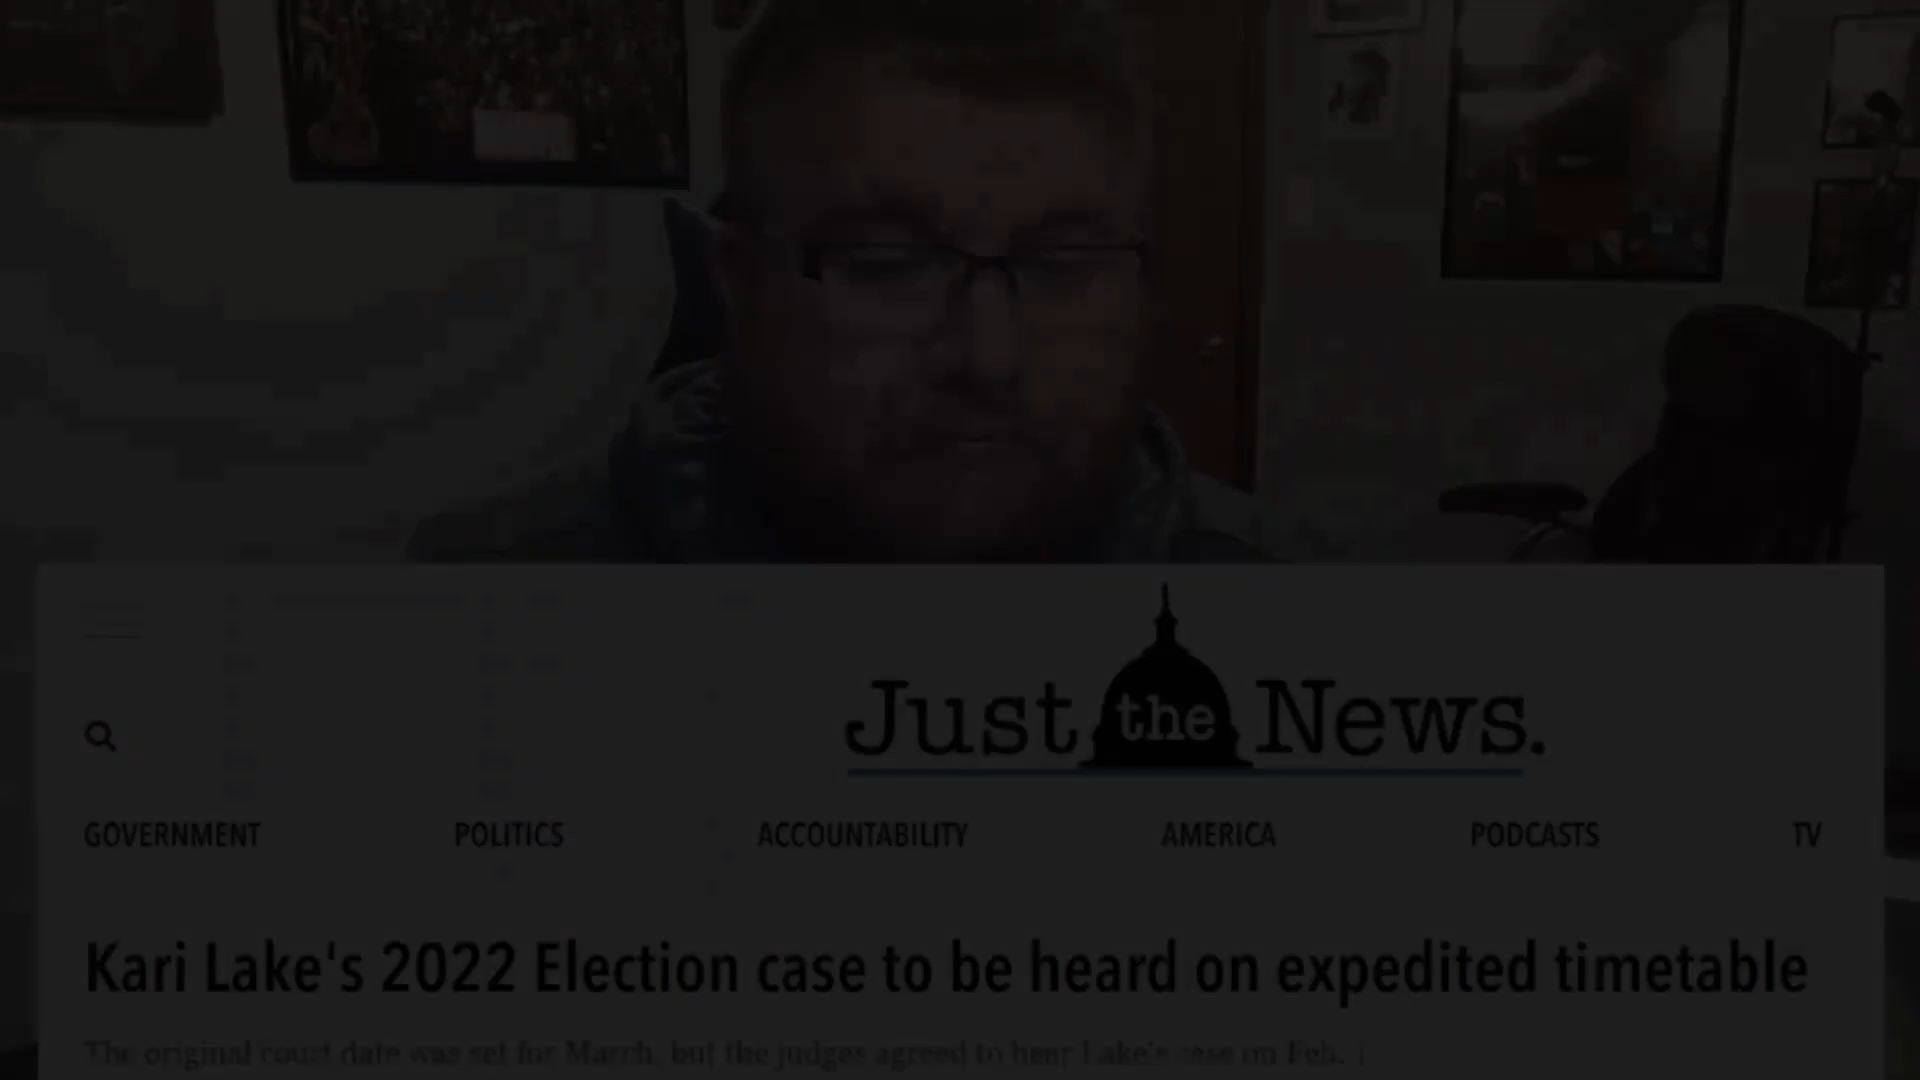 Just the News.
GOVERNMENT POLITICS ACCOUNTABILITY AMERICA PODCASTS TV
Kari Lake's 2022 Election case to be heard on expedited timetable
The original court date was set for March, but the judges agreed to hear Lake's case on Feb. 1